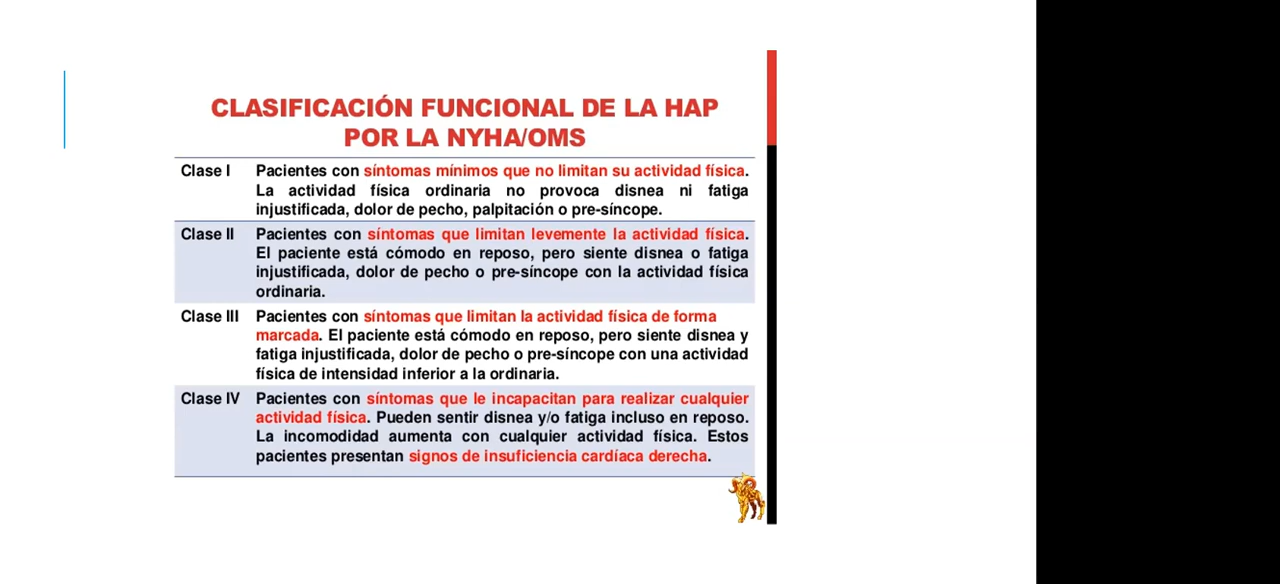 CLASIFICACIÓN FUNCIONAL DE LA HAP
POR LA NYHA/OMS
Clase I Pacientes con síntomas mínimos que no limitan su actividad física.
La actividad física ordinaria no provoca disnea ni fatiga
injustificada, dolor de pecho, palpitación o pre-síncope.
Clase II Pacientes con síntomas que limitan levemente la actividad física.
El paciente está cómodo en reposo, pero siente disnea o fatiga
injustificada, dolor de pecho o pre-síncope con la actividad física
ordinaria.
Clase III Pacientes con síntomas que limitan la actividad física de forma
marcada. El paciente está cómodo en reposo, pero siente disnea y
fatiga injustificada, dolor de pecho o pre-síncope con una actividad
física de intensidad inferior a la ordinaria.
Clase IV Pacientes con síntomas que le incapacitan para realizar cualquier
actividad física. Pueden sentir disnea y/o fatiga incluso en reposo.
La incomodidad aumenta con cualquier actividad física. Estos
pacientes presentan signos de insuficiencia cardíaca derecha.